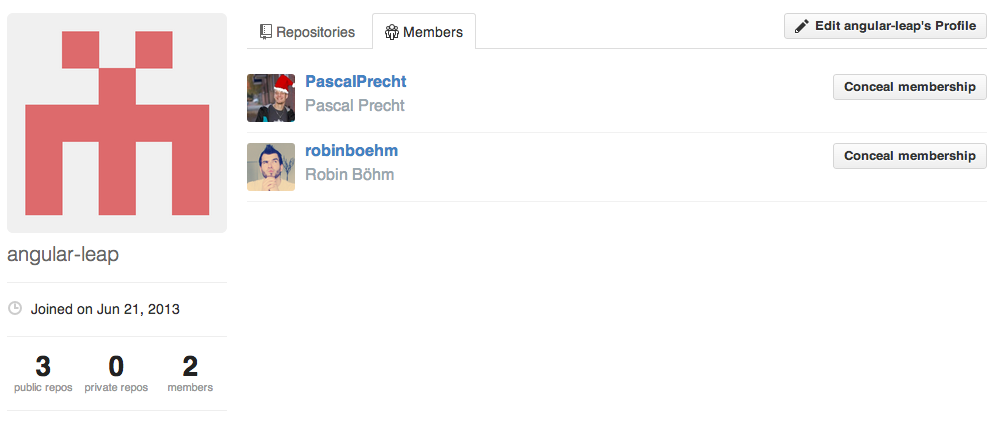 Repositories
Members
Edit angular-leap's Profile
PascalPrecht
Pascal Precht
Conceal membership
robinboehm
Robin Böhm
Conceal membership
angular-leap
Joined on Jun 21, 2013
3 0 2
public repos private repos members